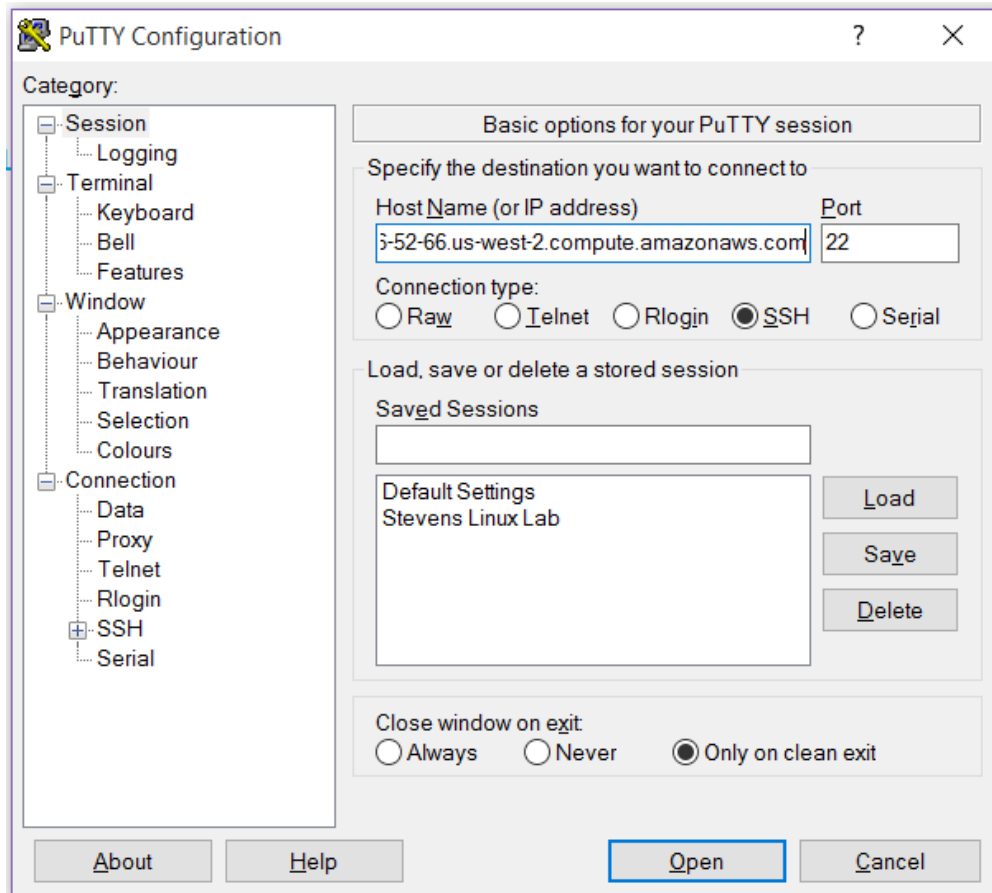 PuTTY Configuration ? X
Category:
Session
Logging
Terminal
Keyboard
Bell
Features
Window
Appearance
Behaviour
Translation
Selection
Colours
Connection
Data
Proxy
Telnet
Rlogin
SSH
Serial
Basic options for your PuTTY session
Specify the destination you want to connect to
Host Name (or IP address) Port
-52-66.us-west-2.compute.amazonaws.com 22
Connection type:
Raw Telnet Rlogin SSH Serial
Load, save or delete a stored session
Saved Sessions
Default Settings
Stevens Linux Lab
Load
Save
Delete
Close window on exit:
Always Never Only on clean exit
About Help Open Cancel